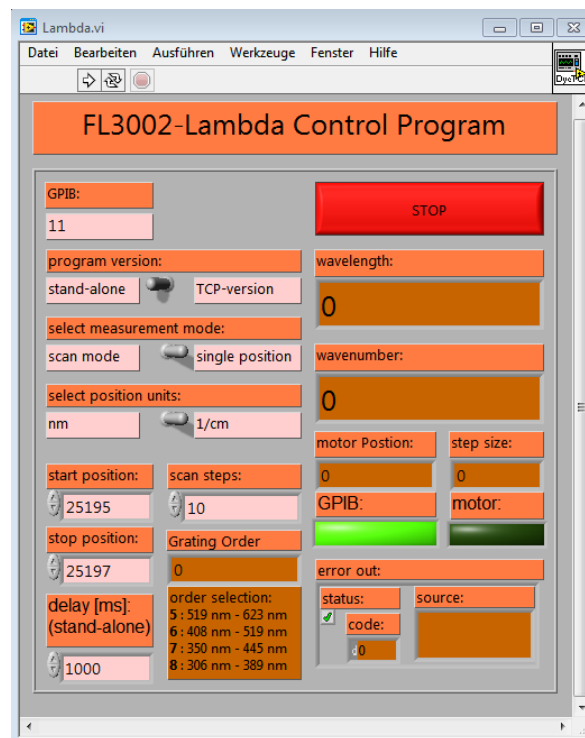 Lambda.vi
Datei Bearbeiten Ausführen Werkzeuge Fenster Hilfe
FL3002-Lambda Control Program
GPIB:
11
STOP
program version:
stand-alone TCP-version
select measurement mode:
scan mode single position
select position units:
nm 1/cm
wavelength:
0
wavenumber:
0
motor Postion: step size:
0 0
GPIB: motor:
start position: scan steps:
25195 10
stop position: Grating Order
25197 0
delay [ms]:
(stand-alone)
1000
order selection:
5 : 519 nm - 623 nm
6 : 408 nm - 519 nm
7 : 350 nm - 445 nm
8 : 306 nm - 389 nm
error out:
status: source:
code:
0